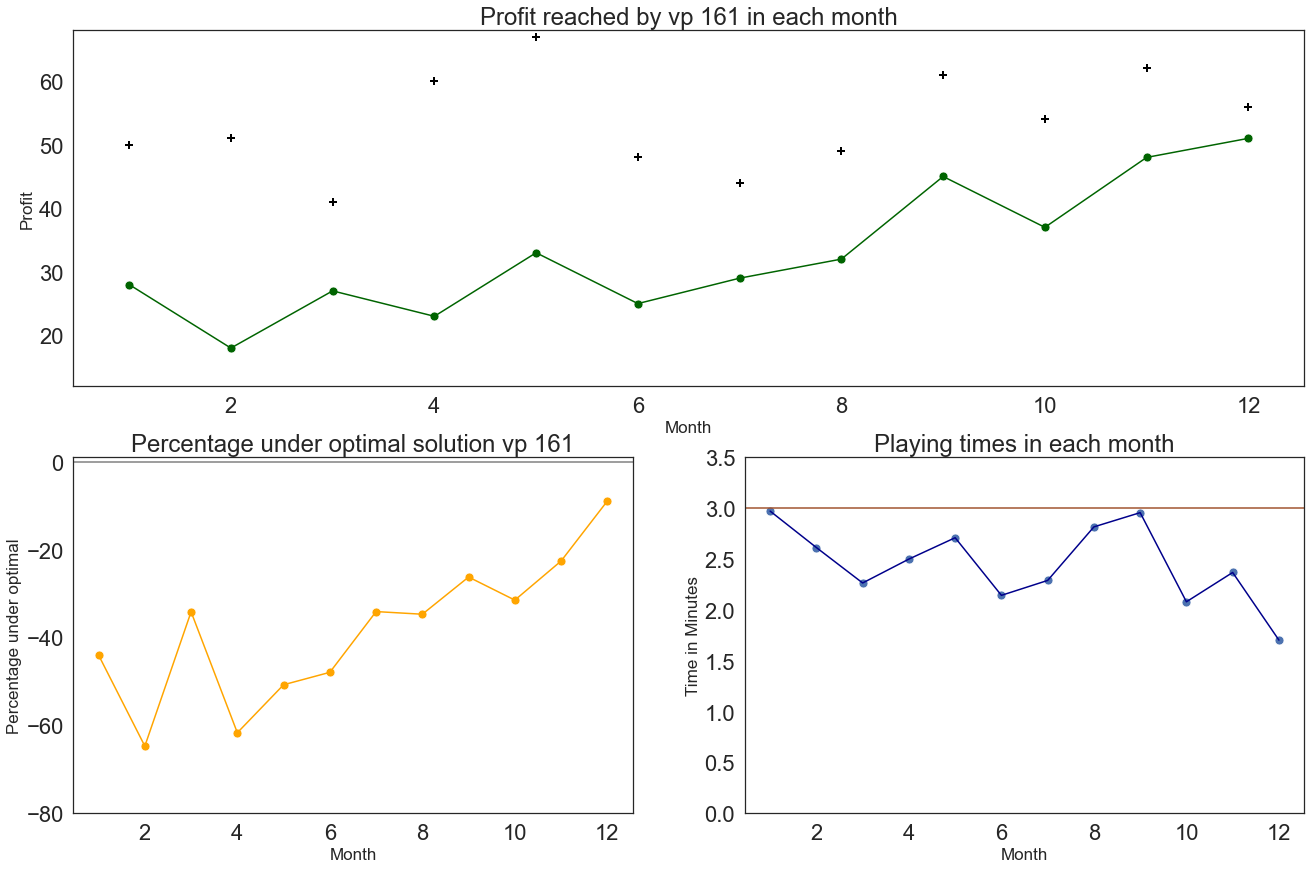 Profit reached by vp 161 in each month
Profit
60
50
40
30
20
2 4 6 8 10 12
Month
Percentage under optimal solution vp 161
Percentage under optimal
0
−20
−40
−60
−80
2 4 6 8 10 12
Month
Playing times in each month
Time in Minutes
3.5
3.0
2.5
2.0
1.5
1.0
0.5
0.0
2 4 6 8 10 12
Month